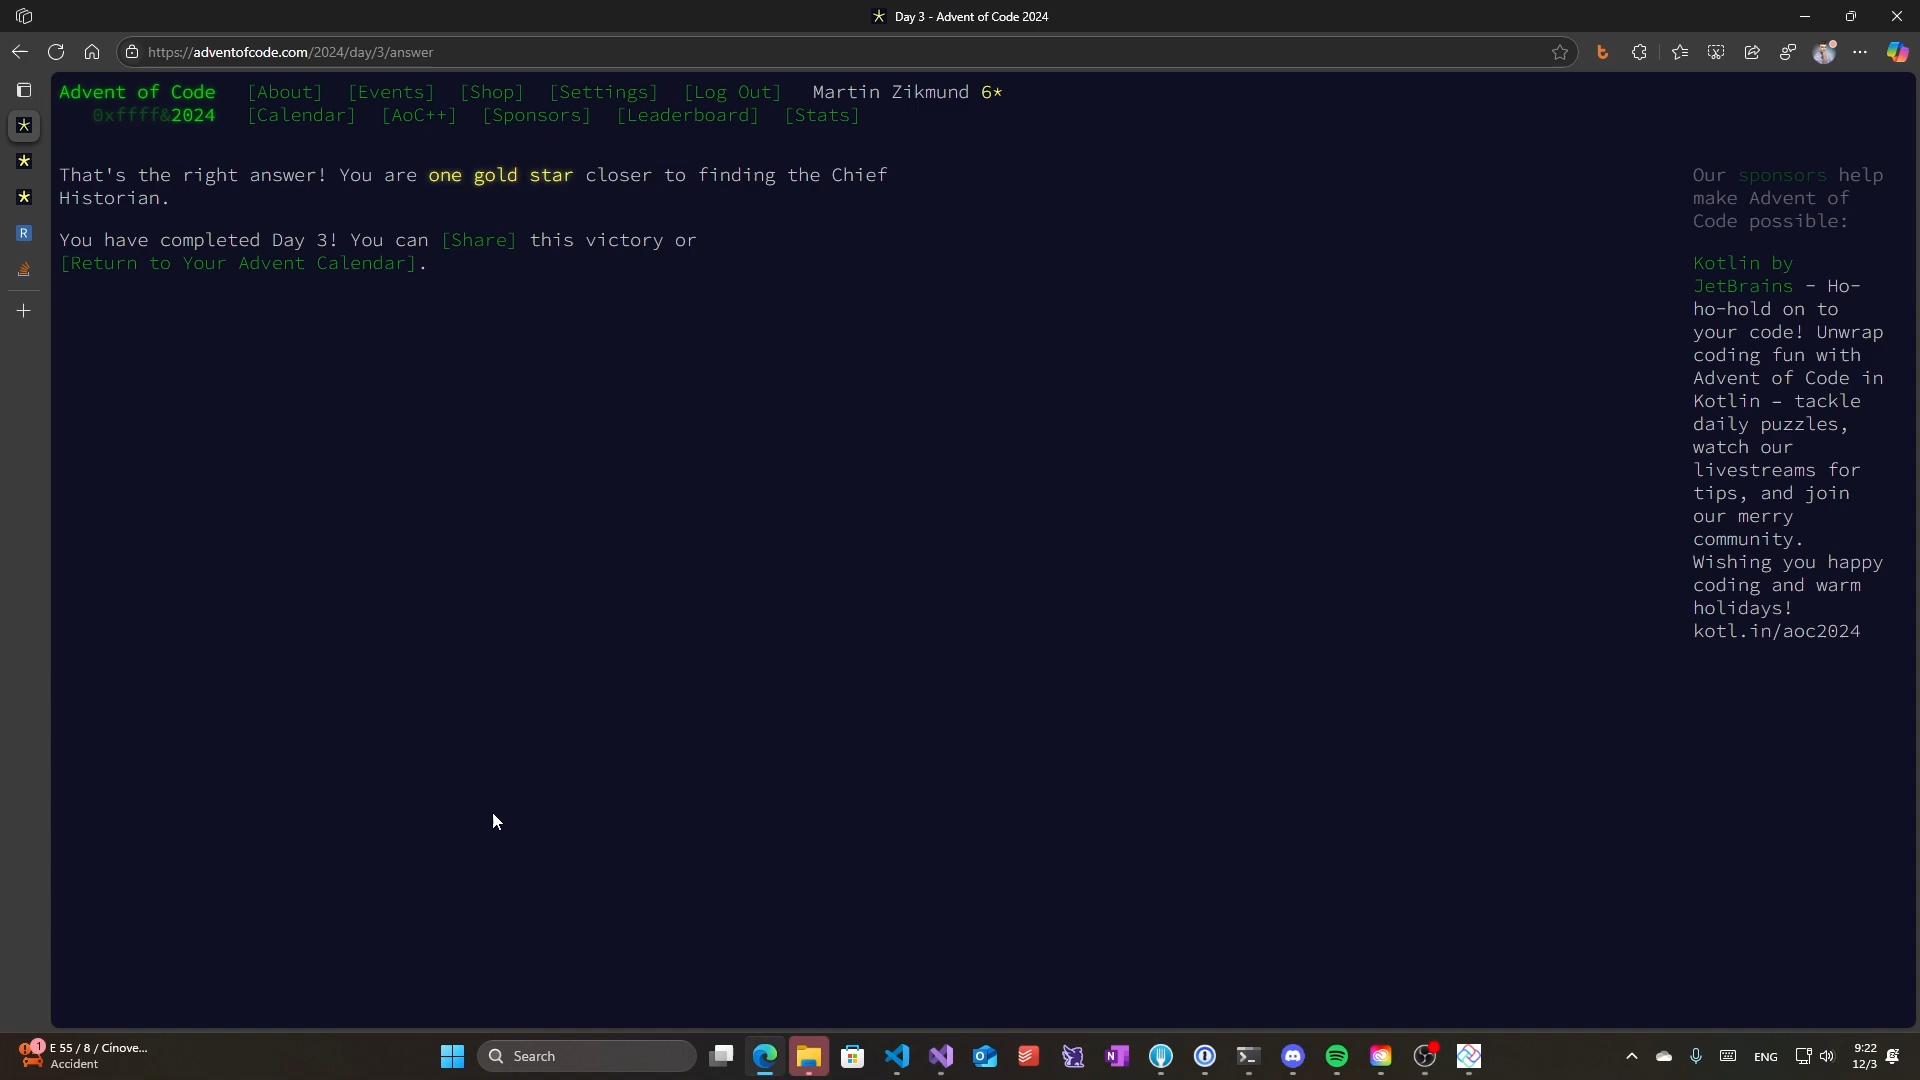 Day 3 - Advent of Code 2024
https://adventofcode.com/2024/day/3/answer
Advent of Code [About] [Events] [Shop] [Settings] [Log Out] Martin Zikmund 6*
0xffff&2024 [Calendar] [AoC++] [Sponsors] [Leaderboard] [Stats]
That's the right answer! You are one gold star closer to finding the Chief
Historian.
You have completed Day 3! You can [Share] this victory or
[Return to Your Advent Calendar].
Our sponsors help
make Advent of
Code possible:
Kotlin by
JetBrains - Ho-
ho-hold on to
your code! Unwrap
coding fun with
Advent of Code in
Kotlin – tackle
daily puzzles,
watch our
livestreams for
tips, and join
our merry
community.
Wishing you happy
coding and warm
holidays!
kotl.in/aoc2024
R
1
E 55 / 8 / Cínove...
Accident
Search
ENG
9:22
12/3